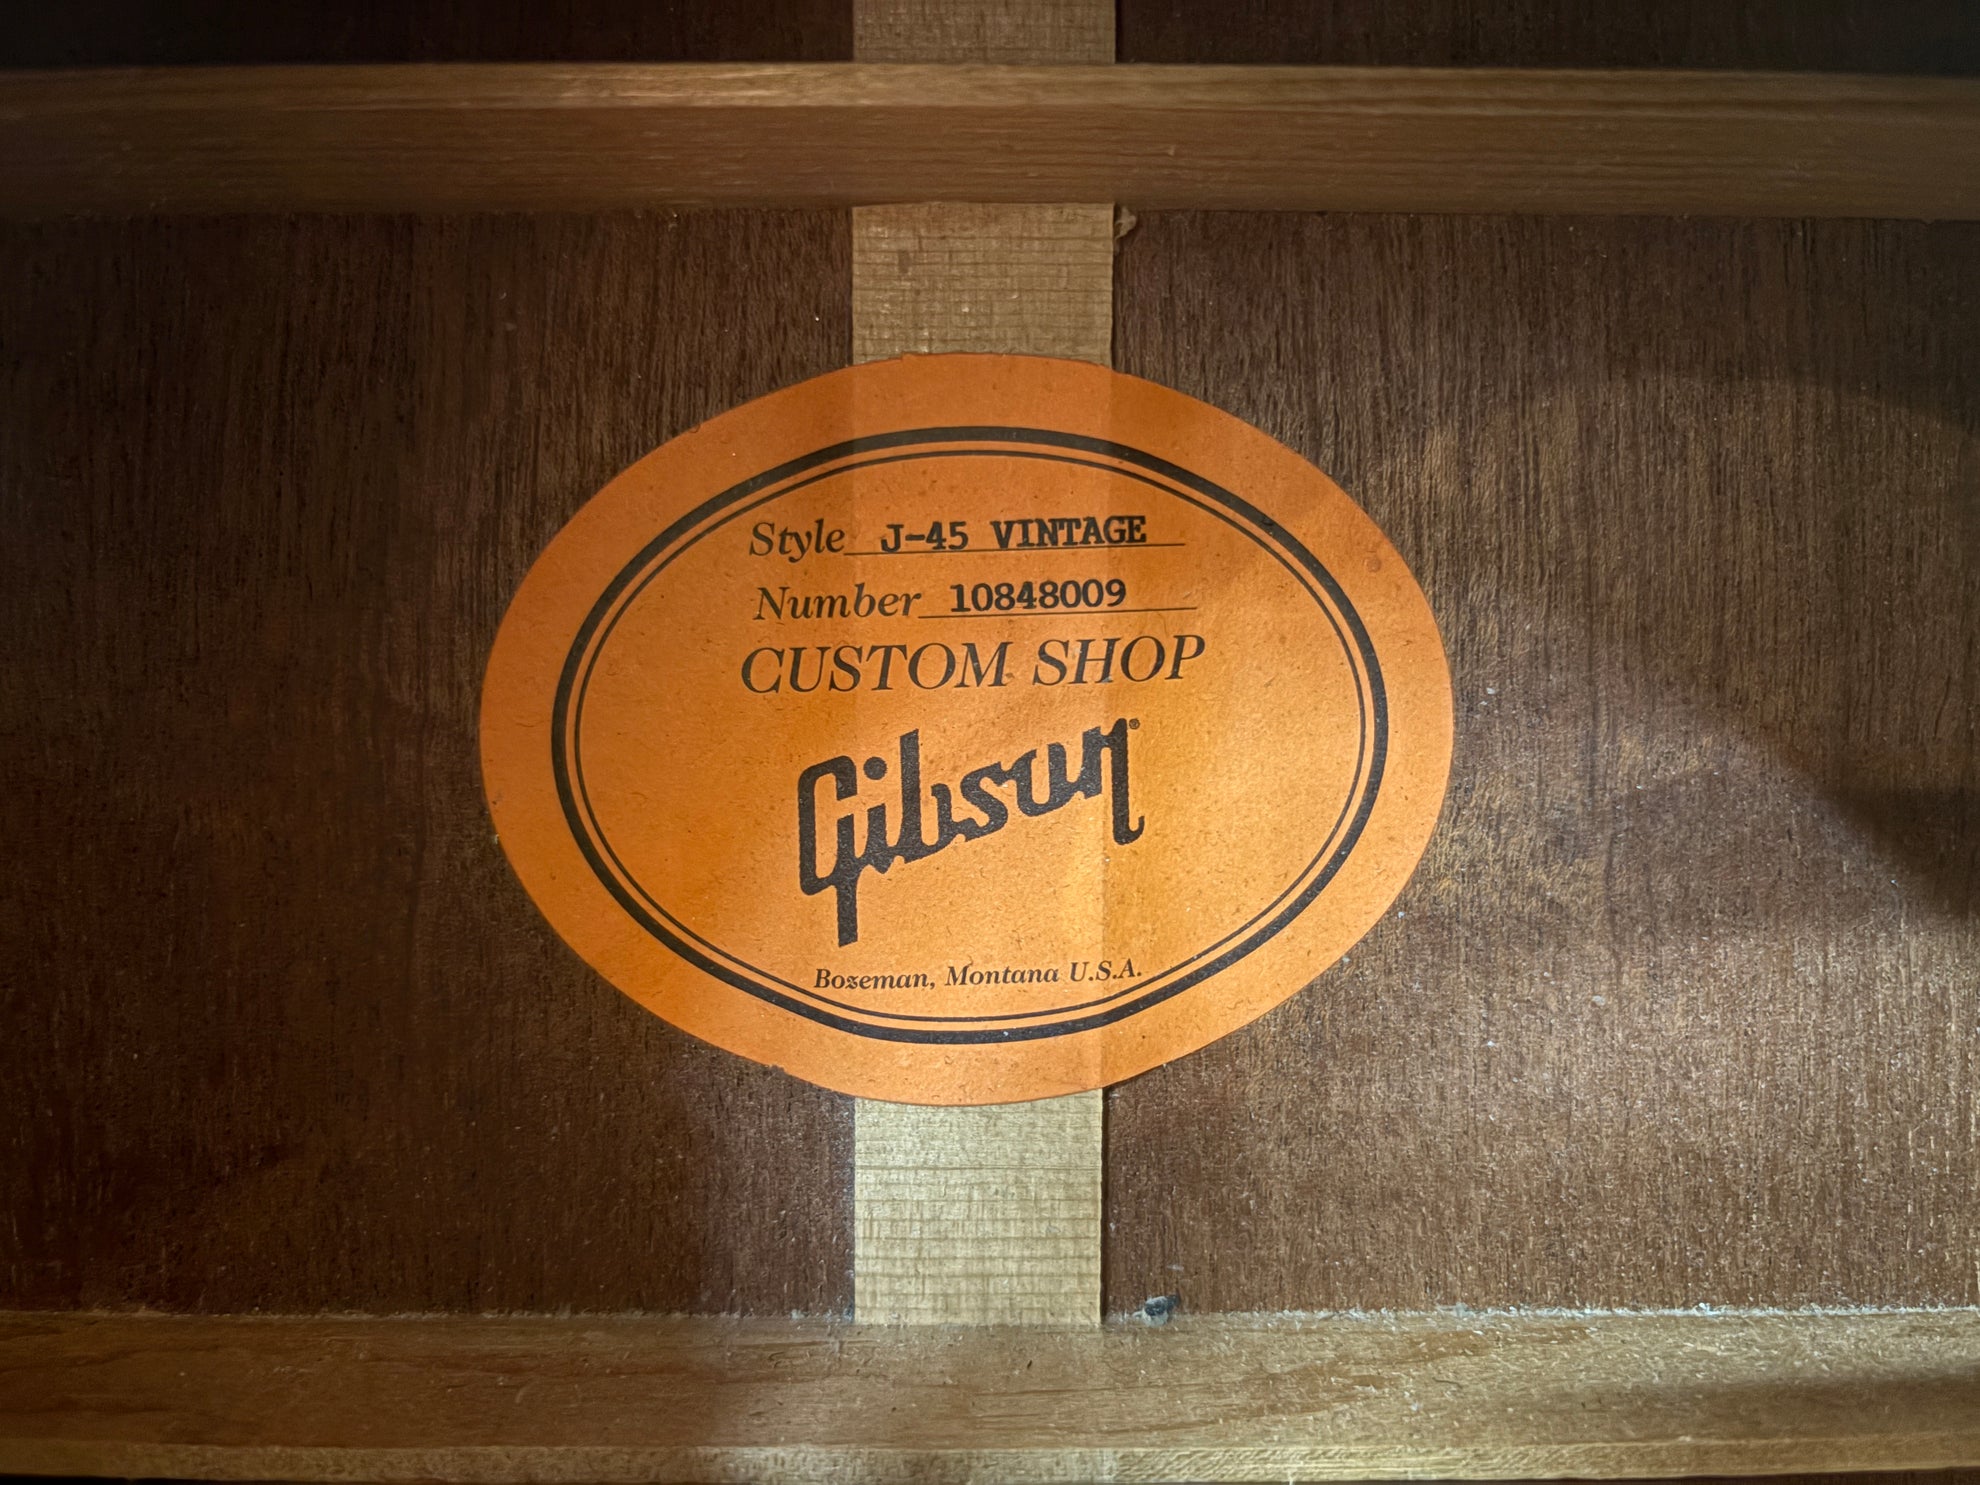 Style J-45 VINTAGE
Number 10848009
CUSTOM SHOP
Gibson®
Bozeman, Montana U.S.A.